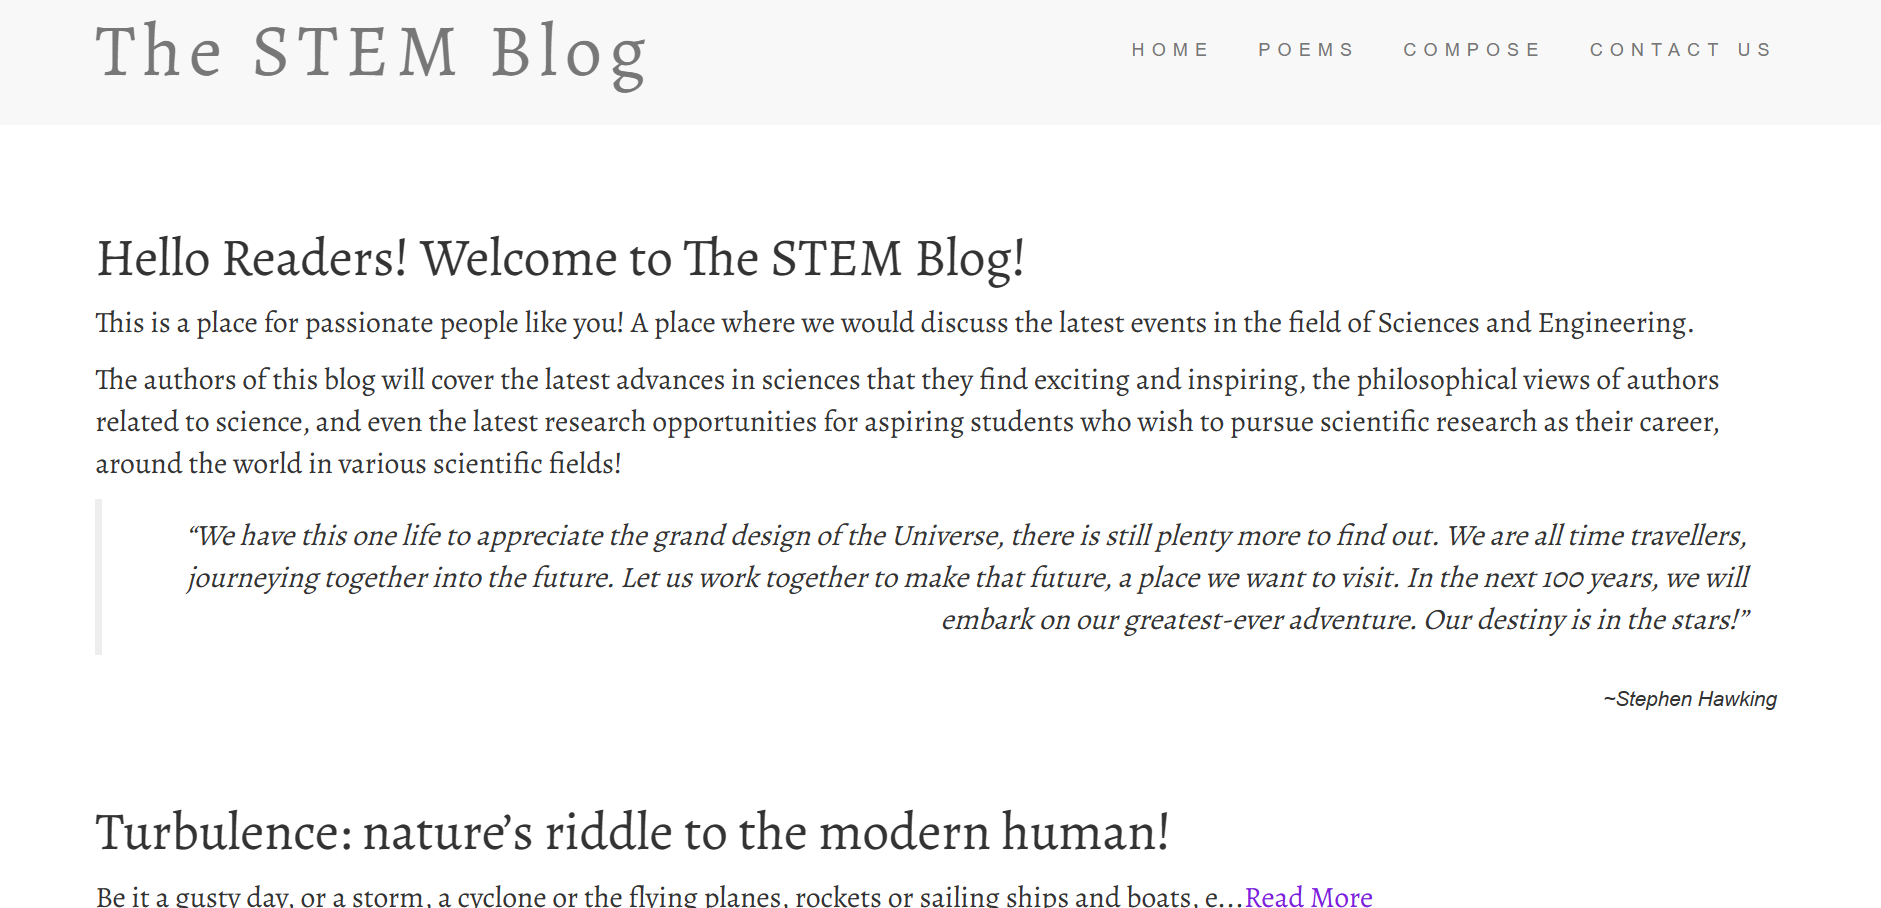 The STEM Blog
HOME POEMS COMPOSE CONTACT US
Hello Readers! Welcome to The STEM Blog!
This is a place for passionate people like you! A place where we would discuss the latest events in the field of Sciences and Engineering.
The authors of this blog will cover the latest advances in sciences that they find exciting and inspiring, the philosophical views of authors
related to science, and even the latest research opportunities for aspiring students who wish to pursue scientific research as their career,
around the world in various scientific fields!
“We have this one life to appreciate the grand design of the Universe, there is still plenty more to find out. We are all time travellers,
journeying together into the future. Let us work together to make that future, a place we want to visit. In the next 100 years, we will
embark on our greatest-ever adventure. Our destiny is in the stars!”
~Stephen Hawking
Turbulence: nature’s riddle to the modern human!
Be it a gusty day, or a storm, a cyclone or the flying planes, rockets or sailing ships and boats, e...Read More